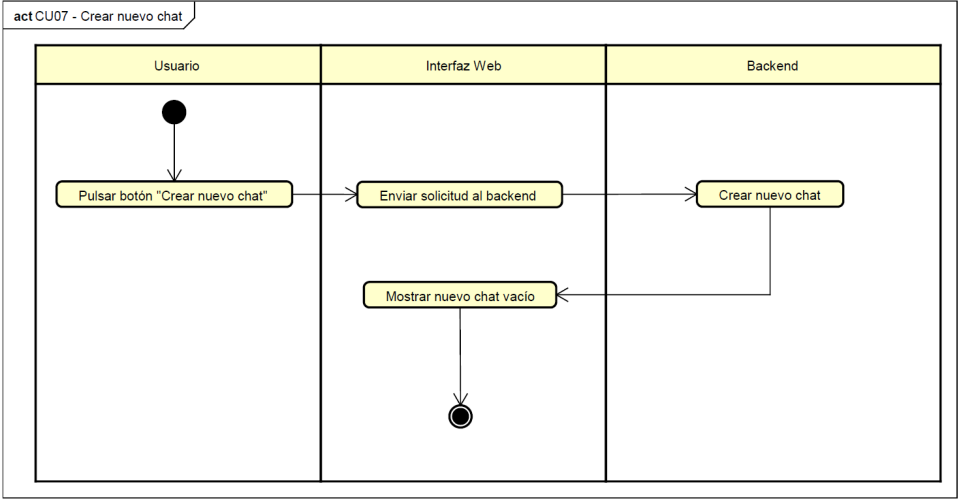 act CU07 - Crear nuevo chat
Usuario
Interfaz Web
Backend
Pulsar botón "Crear nuevo chat"
Enviar solicitud al backend
Crear nuevo chat
Mostrar nuevo chat vacío